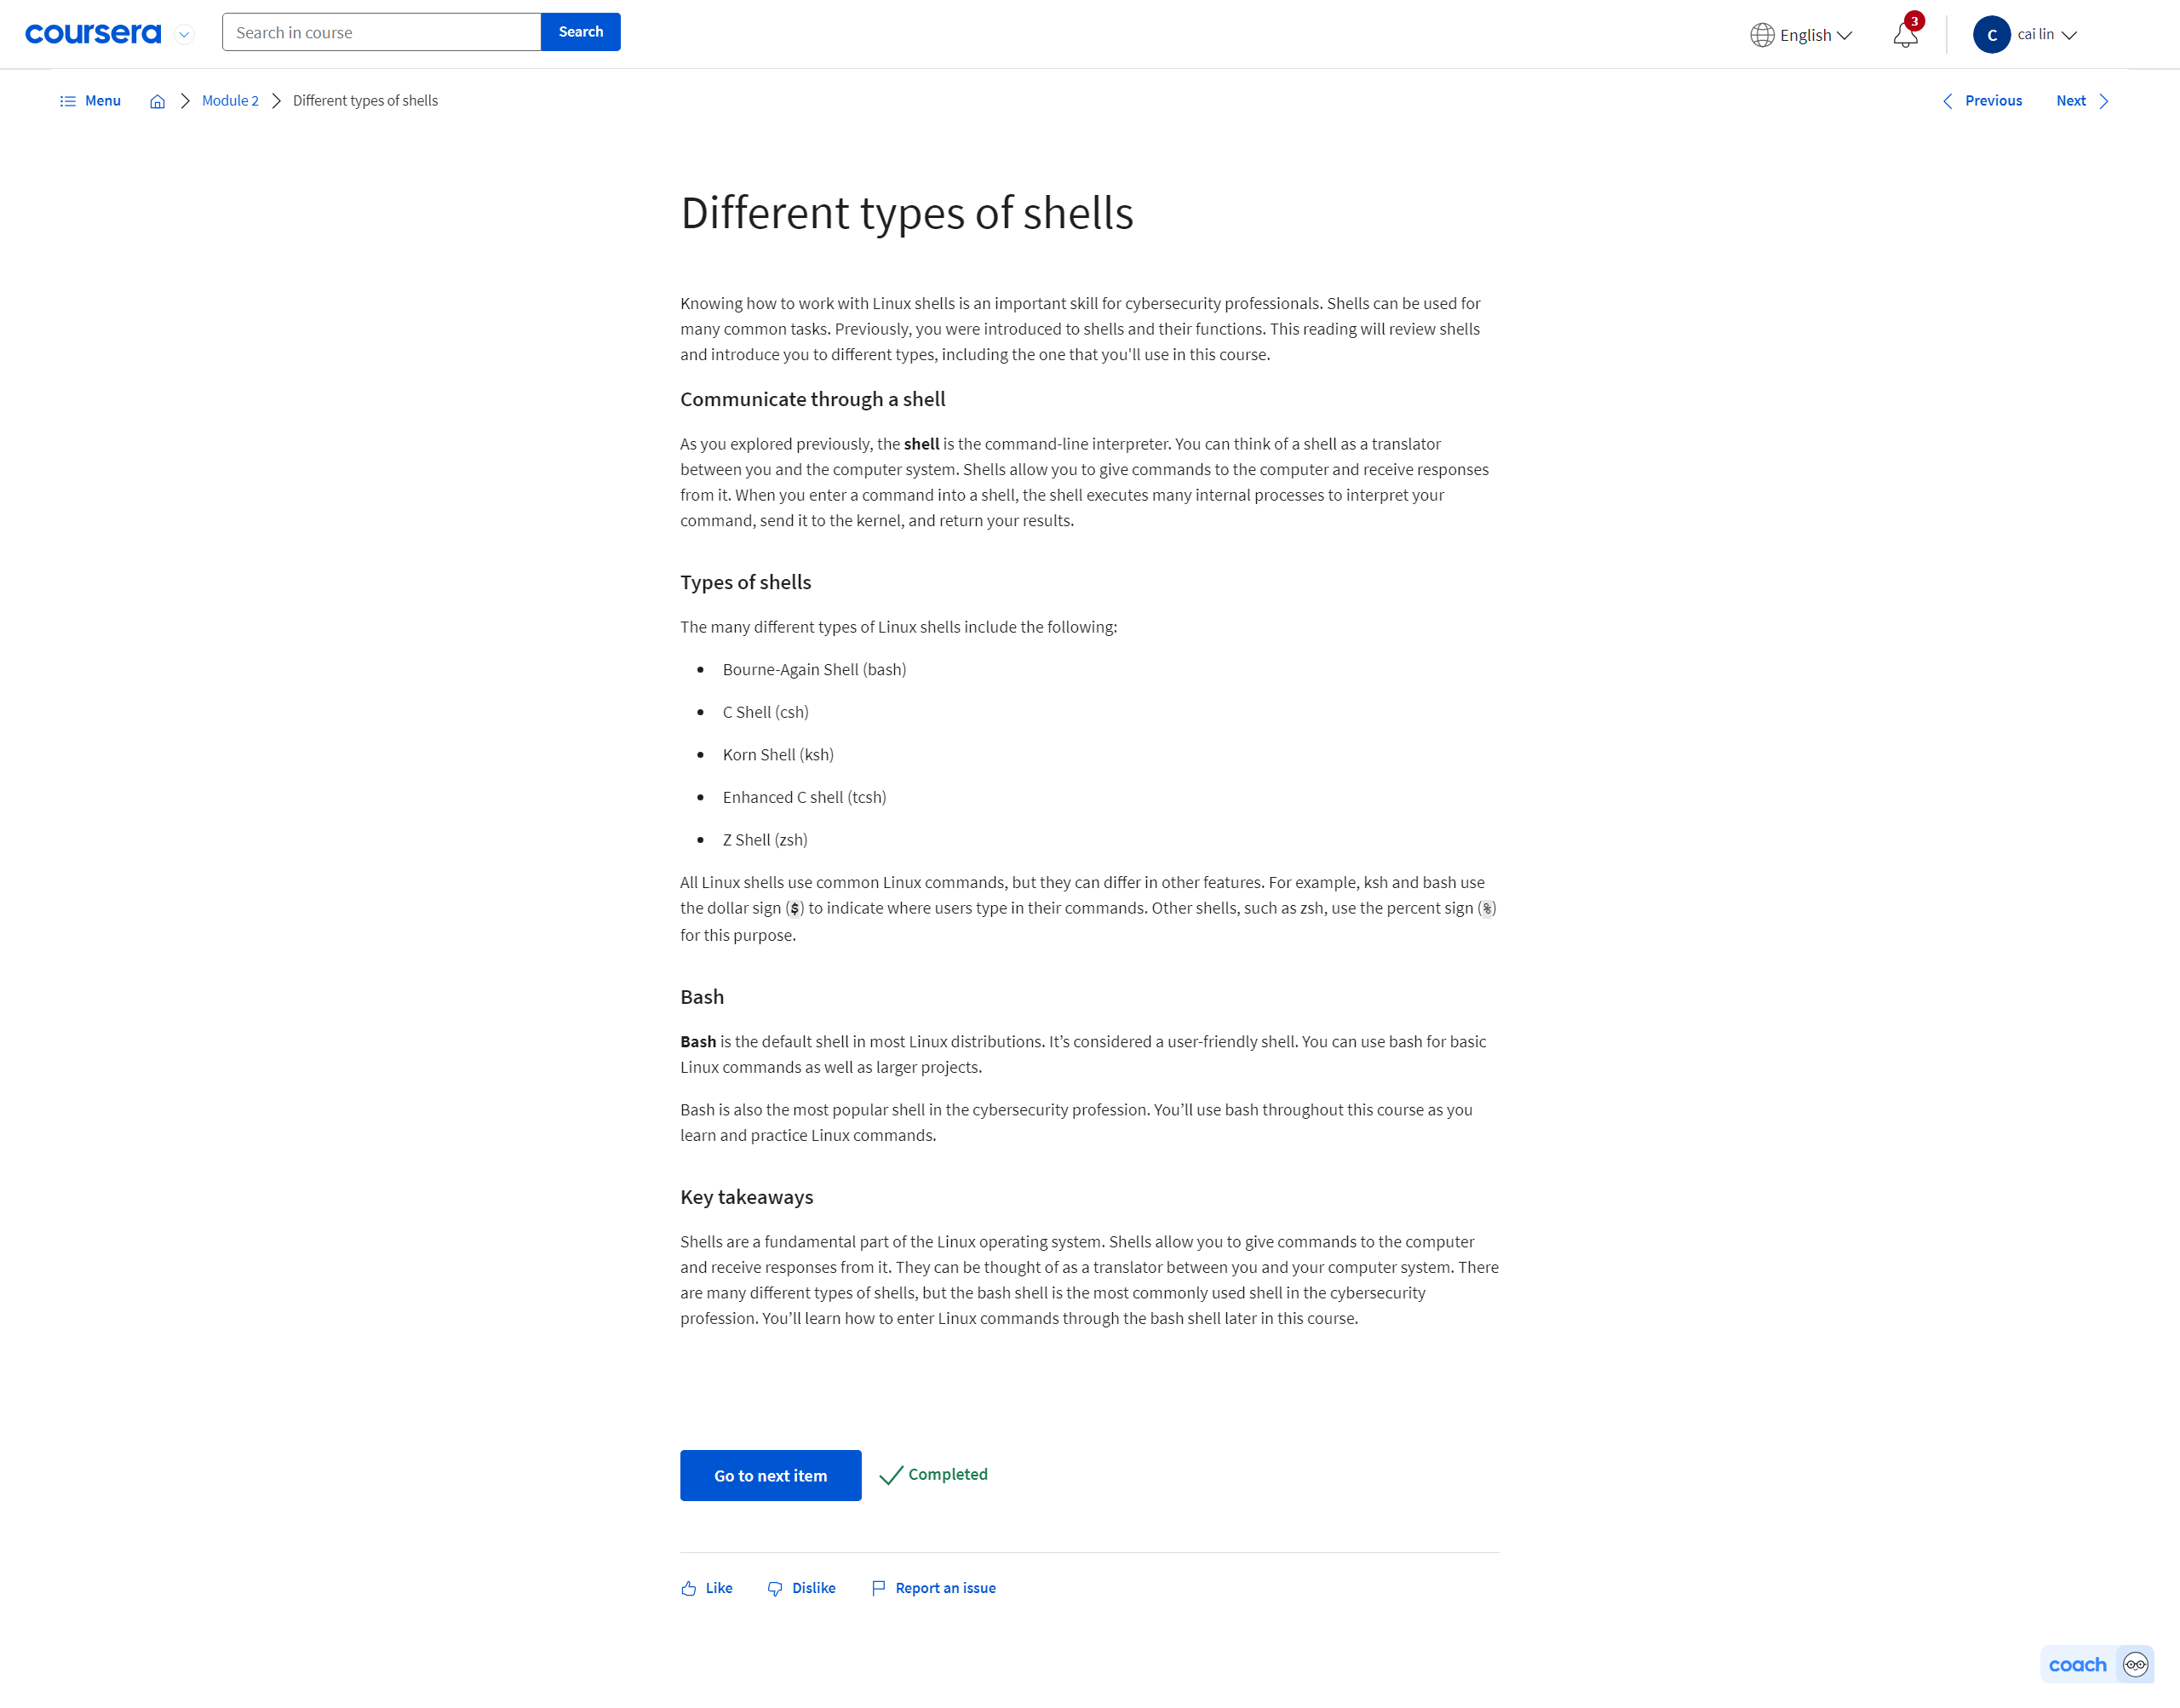 coursera
Search in course
Search
English
3
C
cai lin
Menu
Module 2
Different types of shells
Previous
Next
Different types of shells
Knowing how to work with Linux shells is an important skill for cybersecurity professionals. Shells can be used for
many common tasks. Previously, you were introduced to shells and their functions. This reading will review shells
and introduce you to different types, including the one that you'll use in this course.
Communicate through a shell
As you explored previously, the shell is the command-line interpreter. You can think of a shell as a translator
between you and the computer system. Shells allow you to give commands to the computer and receive responses
from it. When you enter a command into a shell, the shell executes many internal processes to interpret your
command, send it to the kernel, and return your results.
Types of shells
The many different types of Linux shells include the following:
• Bourne-Again Shell (bash)
• C Shell (csh)
• Korn Shell (ksh)
• Enhanced C shell (tcsh)
• Z Shell (zsh)
All Linux shells use common Linux commands, but they can differ in other features. For example, ksh and bash use
the dollar sign ($) to indicate where users type in their commands. Other shells, such as zsh, use the percent sign (%)
for this purpose.
Bash
Bash is the default shell in most Linux distributions. It’s considered a user-friendly shell. You can use bash for basic
Linux commands as well as larger projects.
Bash is also the most popular shell in the cybersecurity profession. You’ll use bash throughout this course as you
learn and practice Linux commands.
Key takeaways
Shells are a fundamental part of the Linux operating system. Shells allow you to give commands to the computer
and receive responses from it. They can be thought of as a translator between you and your computer system. There
are many different types of shells, but the bash shell is the most commonly used shell in the cybersecurity
profession. You’ll learn how to enter Linux commands through the bash shell later in this course.
Go to next item
Completed
Like
Dislike
Report an issue
coach